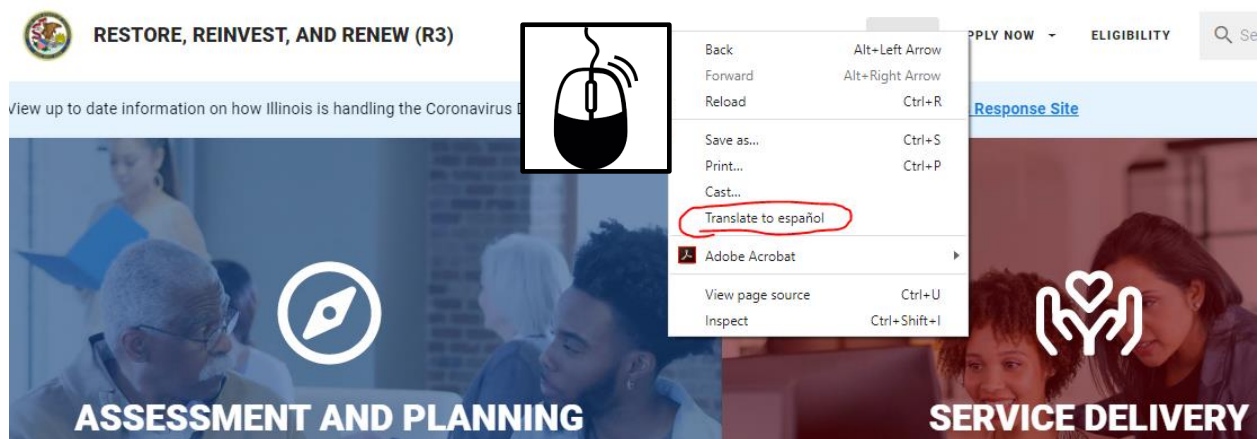 RESTORE, REINVEST, AND RENEW (R3)
NOW
ELIGIBILITY
View up to date information on how Illinois is handling the Coronavirus
Response Site
Back Alt+Left Arrow
Forward Alt+Right Arrow
Reload Ctrl+R
Save as... Ctrl+S
Print... Ctrl+P
Cast...
Translate to español
Adobe Acrobat
View page source Ctrl+U
Inspect Ctrl+Shift+I
ASSESSMENT AND PLANNING
SERVICE DELIVERY